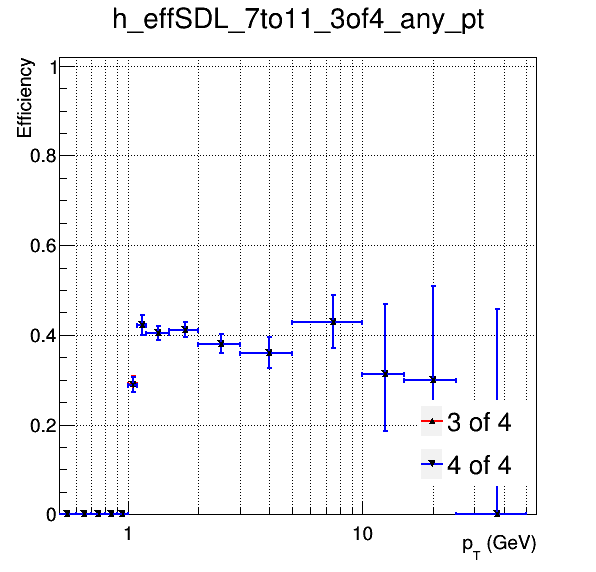 h_effSDL_7to11_3of4_any_pt
Efficiency
1
0.8
0.6
0.4
0.2
0
3 of 4
4 of 4
1
10
p_T (GeV)